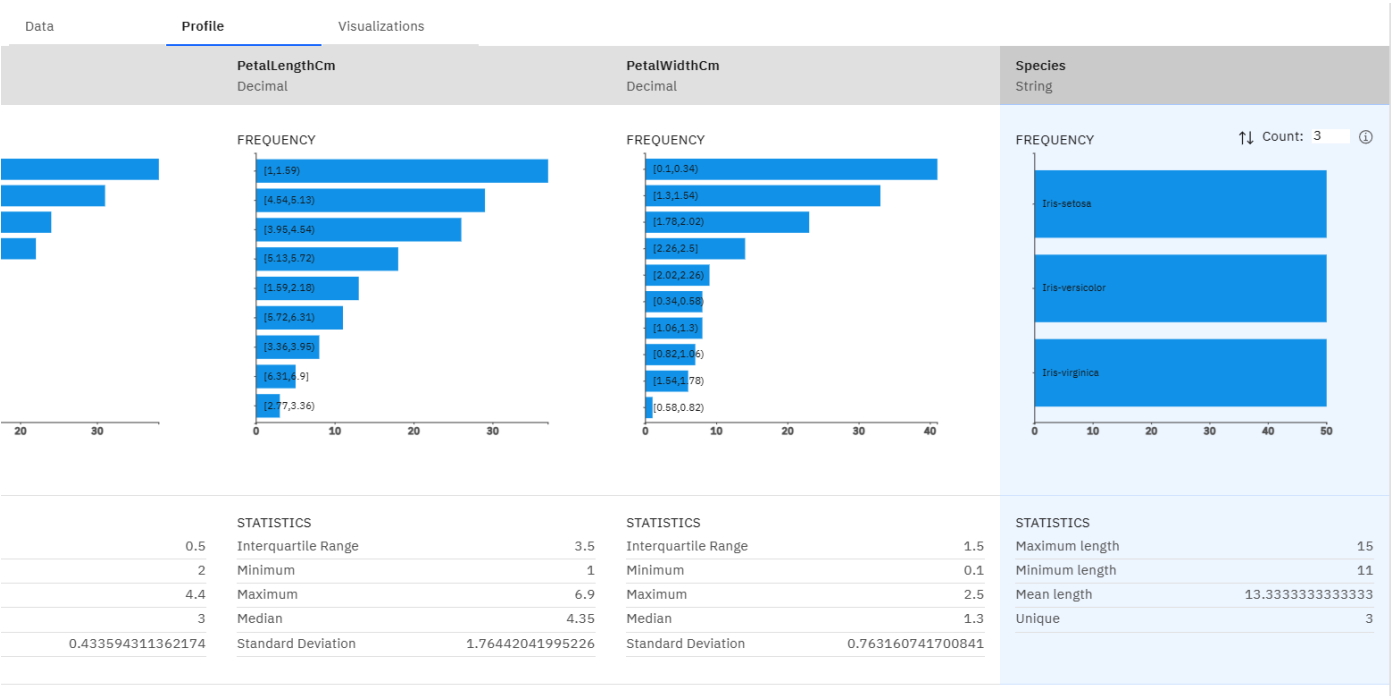 Data Profile Visualizations
PetalLengthCm PetalWidthCm Species
Decimal Decimal String
FREQUENCY FREQUENCY FREQUENCY Count: 3
[1,1.59)
[4.54,5.13)
[3.95,4.54)
[5.13,5.72)
[1.59,2.18)
[5.72,6.31)
[3.36,3.95)
[6.31,6.9]
[2.77,3.36)
[0.1,0.34)
[1.3,1.54)
[1.78,2.02)
[2.26,2.5]
[2.02,2.26)
[0.34,0.58)
[1.06,1.3)
[0.82,1.06)
[1.54,1.78)
[0.58,0.82)
Iris-setosa
Iris-versicolor
Iris-virginica
20 30 0 10 20 30 0 10 20 30 40 0 10 20 30 40 50
STATISTICS STATISTICS STATISTICS
0.5 Interquartile Range 3.5 Interquartile Range 1.5 Maximum length 15
2 Minimum 1 Minimum 0.1 Minimum length 11
4.4 Maximum 6.9 Maximum 2.5 Mean length 13.3333333333333
3 Median 4.35 Median 1.3 Unique 3
0.433594311362174 Standard Deviation 1.76442041995226 Standard Deviation 0.763160741700841